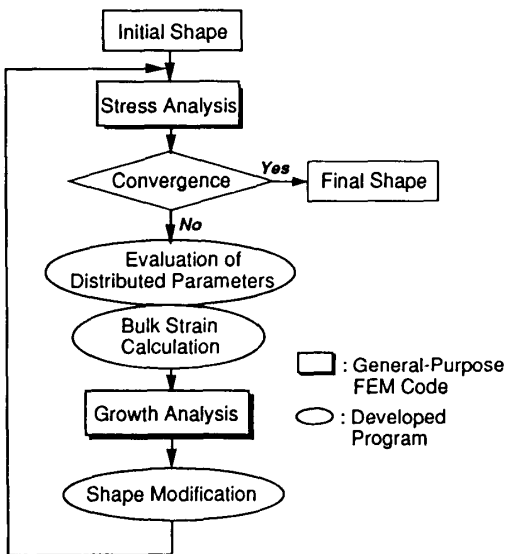 Initial Shape
Stress Analysis
Convergence
Yes
Final Shape
No
Evaluation of
Distributed Parameters
Bulk Strain
Calculation
: General-Purpose
FEM Code
Growth Analysis
: Developed
Program
Shape Modification